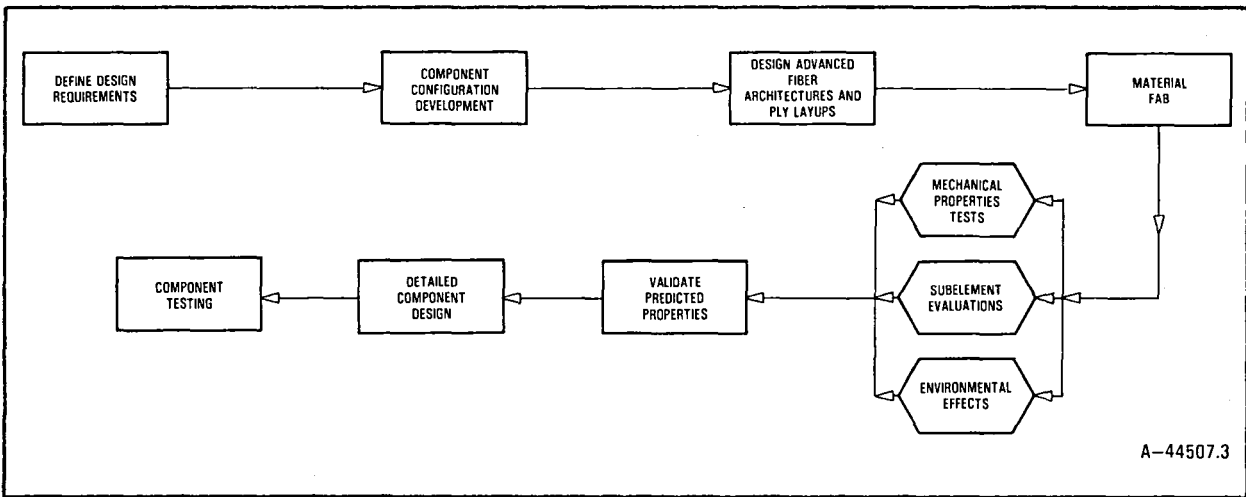 DEFINE DESIGN
REQUIREMENTS
COMPONENT
CONFIGURATION
DEVELOPMENT
DESIGN ADVANCED
FIBER
ARCHITECTURES AND
PLY LAYUPS
MATERIAL
FAB
MECHANICAL
PROPERTIES
TESTS
SUBELEMENT
EVALUATIONS
ENVIRONMENTAL
EFFECTS
VALIDATE
PREDICTED
PROPERTIES
DETAILED
COMPONENT
DESIGN
COMPONENT
TESTING
A-44507.3